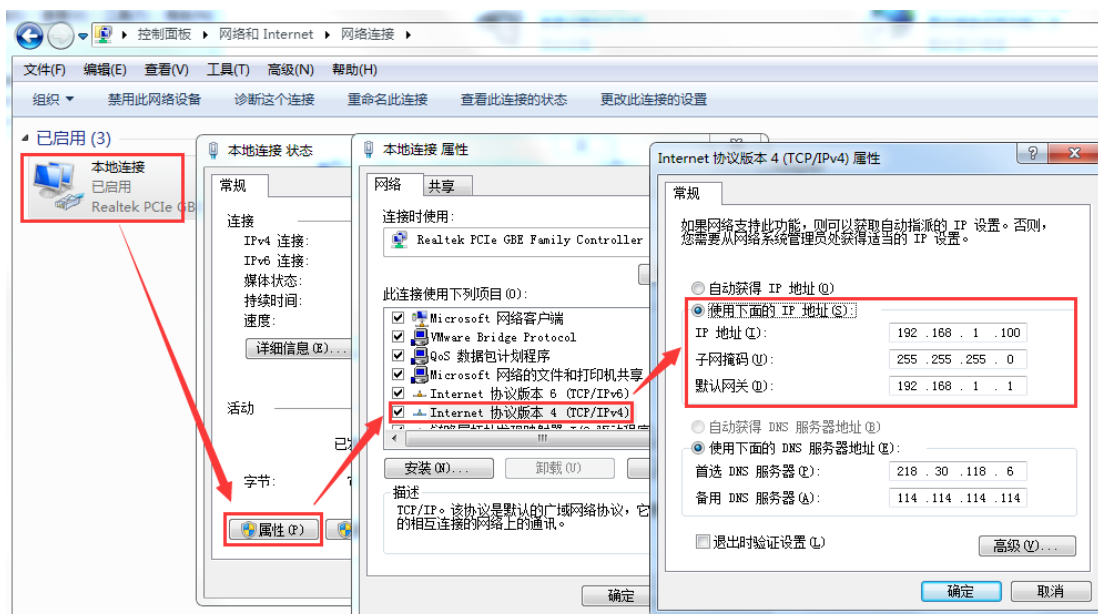 控制面板 网络和 Internet 网络连接
文件(F) 编辑(E) 查看(V) 工具(T) 高级(N) 帮助(H)
组织 禁用此网络设备 诊断这个连接 重命名此连接 查看此连接的状态 更改此连接的设置
已启用 (3)
本地连接
已启用
Realtek PCIe GB
本地连接 状态
常规
连接
IPv4 连接:
IPv6 连接:
媒体状态:
持续时间:
速度:
详细信息(E)...
活动
字节:
属性(P)
本地连接 属性
网络 共享
连接时使用:
Realtek PCIe GBE Family Controller
此连接使用下列项目(O):
Microsoft 网络客户端
VMware Bridge Protocol
QoS 数据包计划程序
Microsoft 网络的文件和打印机共享
Internet 协议版本 6 (TCP/IPv6)
Internet 协议版本 4 (TCP/IPv4)
安装(N)... 卸载(U)
描述
TCP/IP。该协议是默认的广域网络协议，它
的相互连接的网络上的通讯。
确定
Internet 协议版本 4 (TCP/IPv4) 属性
常规
如果网络支持此功能，则可以获取自动指派的 IP 设置。否则，
您需要从网络系统管理员处获得适当的 IP 设置。
自动获得 IP 地址(O)
使用下面的 IP 地址(S):
IP 地址(I): 192 .168 . 1 .100
子网掩码(U): 255 .255 .255 . 0
默认网关(D): 192 .168 . 1 . 1
自动获得 DNS 服务器地址(B)
使用下面的 DNS 服务器地址(E):
首选 DNS 服务器(P): 218 . 30 .118 . 6
备用 DNS 服务器(A): 114 .114 .114 .114
退出时验证设置(L)
高级(V)...
确定 取消